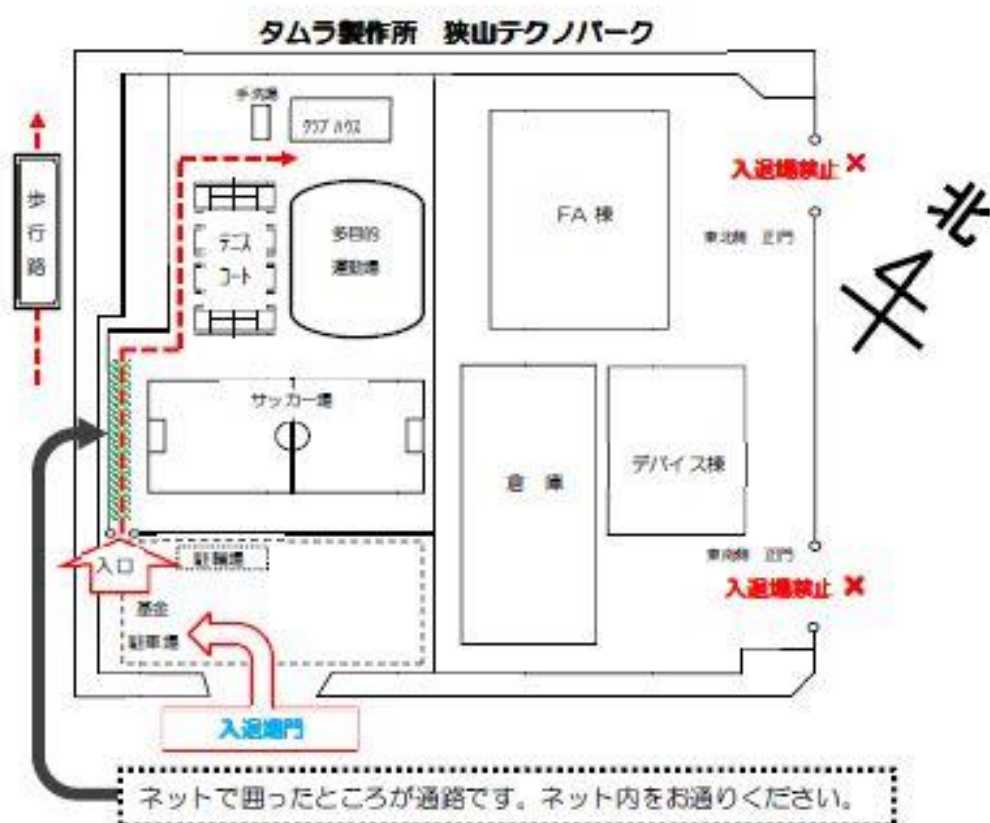 タムラ製作所　狭山テクノパーク
手洗場
クラブハウス
入退場禁止 ×
歩行路
北
FA 棟
東北側　正門
テニス
コート
多目的
運動場
サッカー場
倉　庫
デバイス棟
東南側　正門
入退場禁止 ×
入口
駐輪場
基金
駐車場
入退場門
ネットで囲ったところが通路です。ネット内をお通りください。